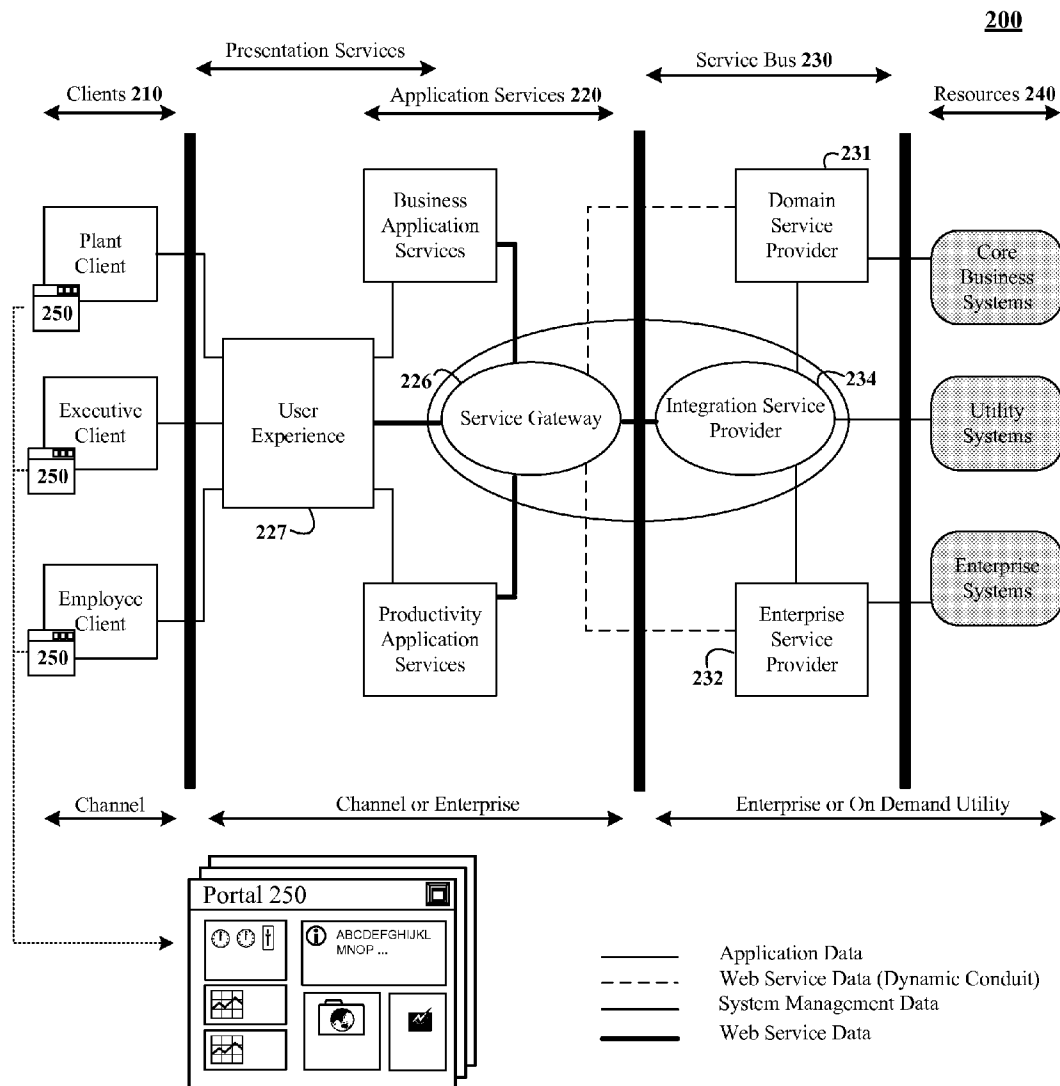 200
Presentation Services
Service Bus 230
Clients 210
Application Services 220
Resources 240
231
Business
Application
Services
Domain
Service
Provider
Plant
Client
250
Core
Business
Systems
226
234
Executive
Client
250
User
Experience
Service Gateway
Integration Service
Provider
Utility
Systems
227
Employee
Client
250
Productivity
Application
Services
Enterprise
Service
Provider
232
Enterprise
Systems
Channel
Channel or Enterprise
Enterprise or On Demand Utility
Portal 250
ABCDEFGHIJKL
MNOP ...
Application Data
Web Service Data (Dynamic Conduit)
System Management Data
Web Service Data